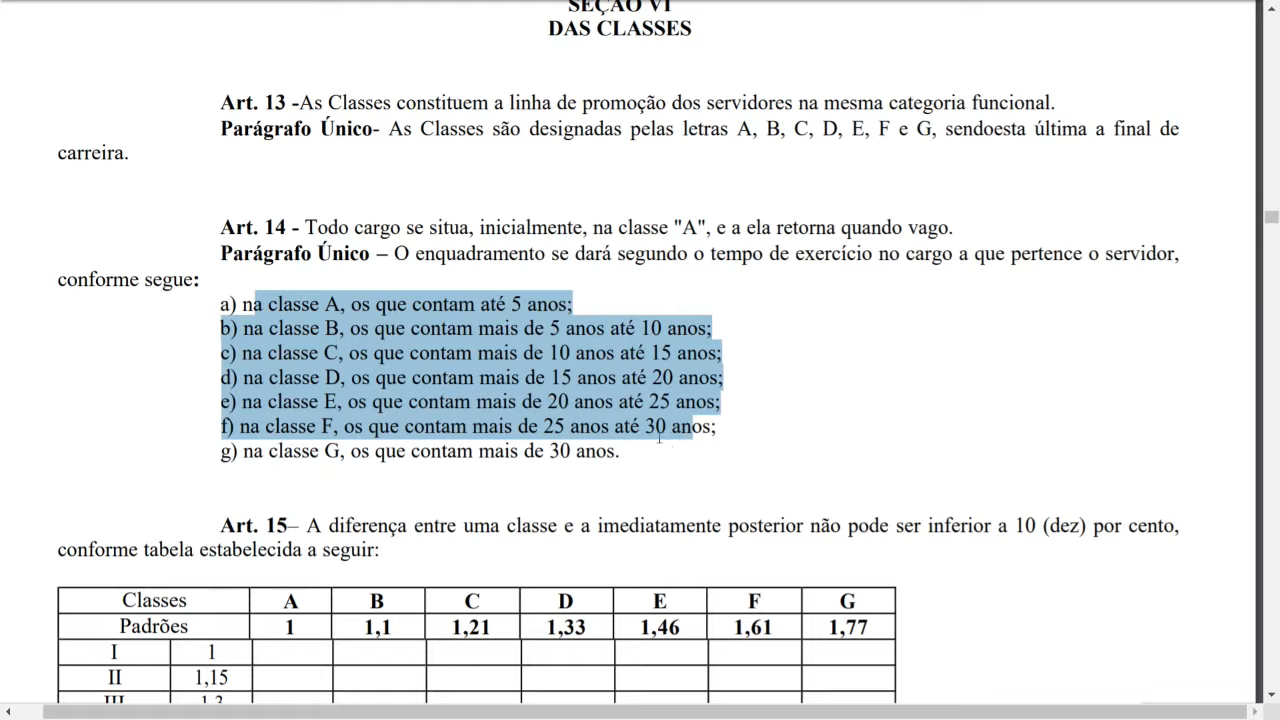 SEÇÃO VI
DAS CLASSES
Art. 13 -As Classes constituem a linha de promoção dos servidores na mesma categoria funcional.
Parágrafo Único- As Classes são designadas pelas letras A, B, C, D, E, F e G, sendoesta última a final de
carreira.
Art. 14 - Todo cargo se situa, inicialmente, na classe "A", e a ela retorna quando vago.
Parágrafo Único – O enquadramento se dará segundo o tempo de exercício no cargo a que pertence o servidor,
conforme segue:
a) na classe A, os que contam até 5 anos;
b) na classe B, os que contam mais de 5 anos até 10 anos;
c) na classe C, os que contam mais de 10 anos até 15 anos;
d) na classe D, os que contam mais de 15 anos até 20 anos;
e) na classe E, os que contam mais de 20 anos até 25 anos;
f) na classe F, os que contam mais de 25 anos até 30 anos;
g) na classe G, os que contam mais de 30 anos.
Art. 15– A diferença entre uma classe e a imediatamente posterior não pode ser inferior a 10 (dez) por cento,
conforme tabela estabelecida a seguir:
Classes A B C D E F G
Padrões 1 1,1 1,21 1,33 1,46 1,61 1,77
I 1
II 1,15
III 1,3